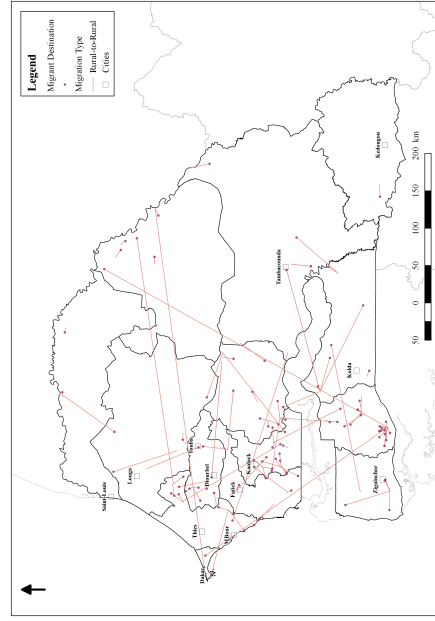 Legend
Migrant Destination
Migration Type
Rural-to-Rural
Cities
Saint-Louis
Louga
Touba
Thies
Diourbel
Dakar
MBour
Fatick
Kaolack
Tambacounda
Kedougou
Kolda
Ziguinchor
50 0 50 100 150 200 km